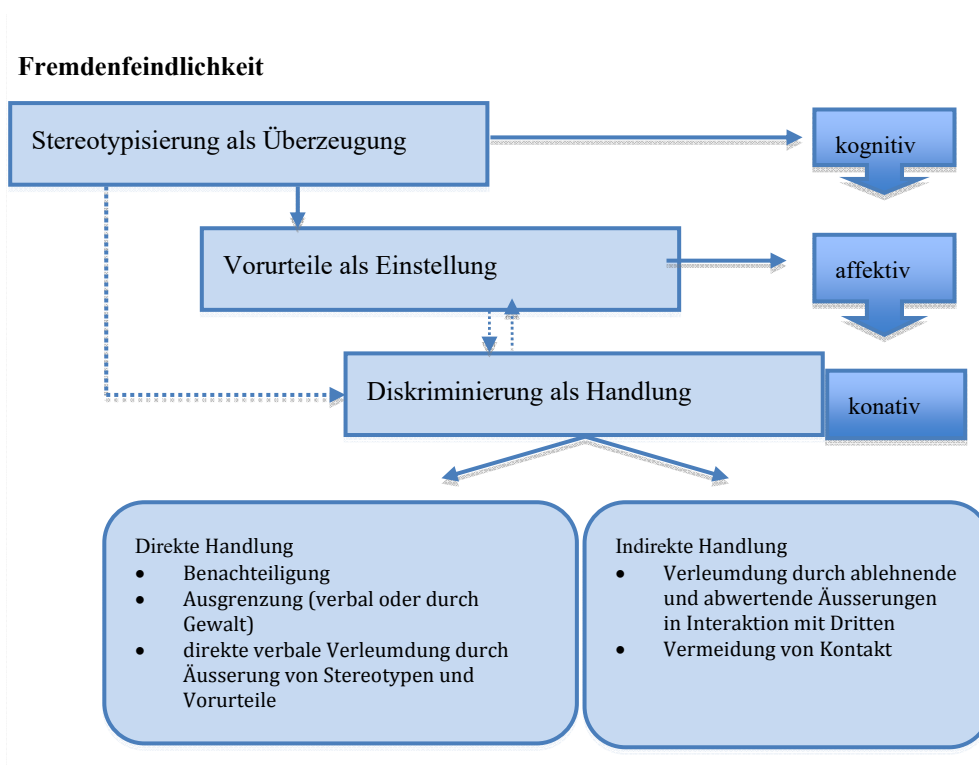 Fremdenfeindlichkeit
Stereotypisierung als Überzeugung
kognitiv
Vorurteile als Einstellung
affektiv
Diskriminierung als Handlung
konativ
Direkte Handlung
• Benachteiligung
• Ausgrenzung (verbal oder durch
Gewalt)
• direkte verbale Verleumdung durch
Äusserung von Stereotypen und
Vorurteile
Indirekte Handlung
• Verleumdung durch ablehnende
und abwertende Äusserungen
in Interaktion mit Dritten
• Vermeidung von Kontakt